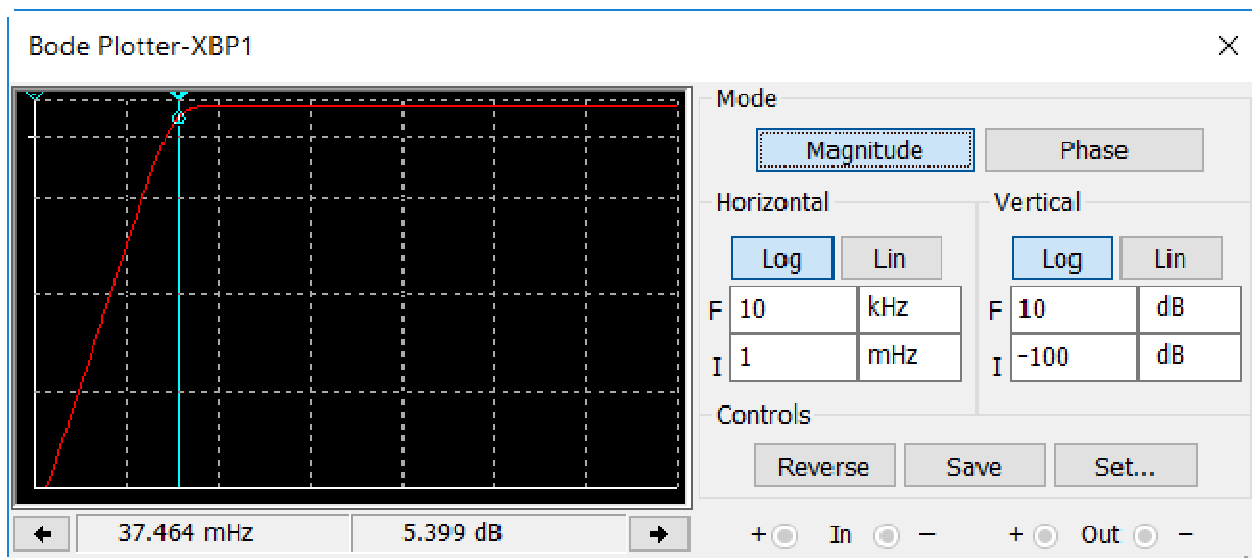 Bode Plotter-XBP1
Mode
Magnitude Phase
Horizontal Vertical
Log Lin Log Lin
F 10 kHz F 10 dB
I 1 mHz I -100 dB
Controls
Reverse Save Set...
37.464 mHz 5.399 dB + In − + Out −